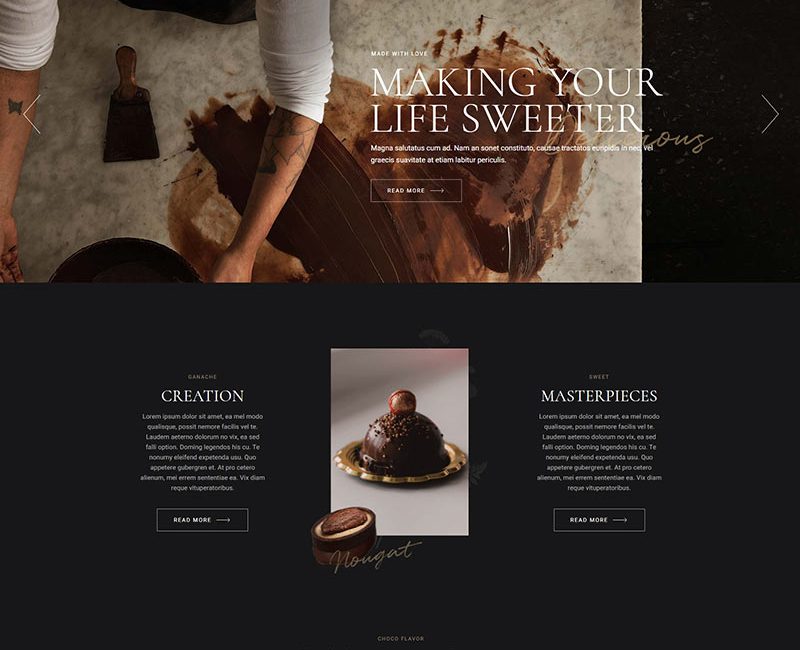 MADE WITH LOVE
MAKING YOUR
LIFE SWEETER
Magna salutatus cum ad. Nam an sonet constituto, causae tractatos euripidis in nec, vel
graecis suavitate at etiam labitur periculis.
READ MORE
GANACHE
CREATION
Lorem ipsum dolor sit amet, ea mel modo
qualisque, possit nemore facilis vel te.
Laudem aeterno dolorum no vix, ea sed
falli option. Doming legendos his cu. Te
nonumy eleifend expetenda usu. Quo
appetere gubergren et. At pro cetero
alienum, mei errem sententiae ea. Vix diam
reque vituperatoribus.
READ MORE
Nougat
SWEET
MASTERPIECES
Lorem ipsum dolor sit amet, ea mel modo
qualisque, possit nemore facilis vel te.
Laudem aeterno dolorum no vix, ea sed
falli option. Doming legendos his cu. Te
nonumy eleifend expetenda usu. Quo
appetere gubergren et. At pro cetero
alienum, mei errem sententiae ea. Vix diam
reque vituperatoribus.
READ MORE
CHOCO FLAVOR